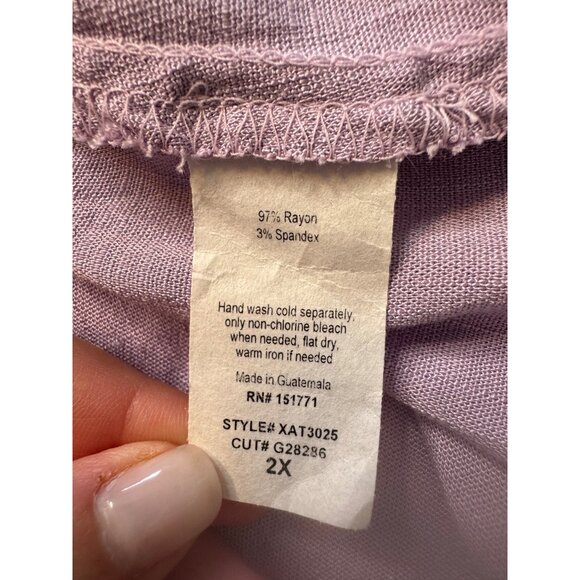 97% Rayon
3% Spandex
Hand wash cold separately,
only non-chlorine bleach
when needed, flat dry,
warm iron if needed
Made in Guatemala
RN# 151771
STYLE# XAT3025
CUT# G28286
2X